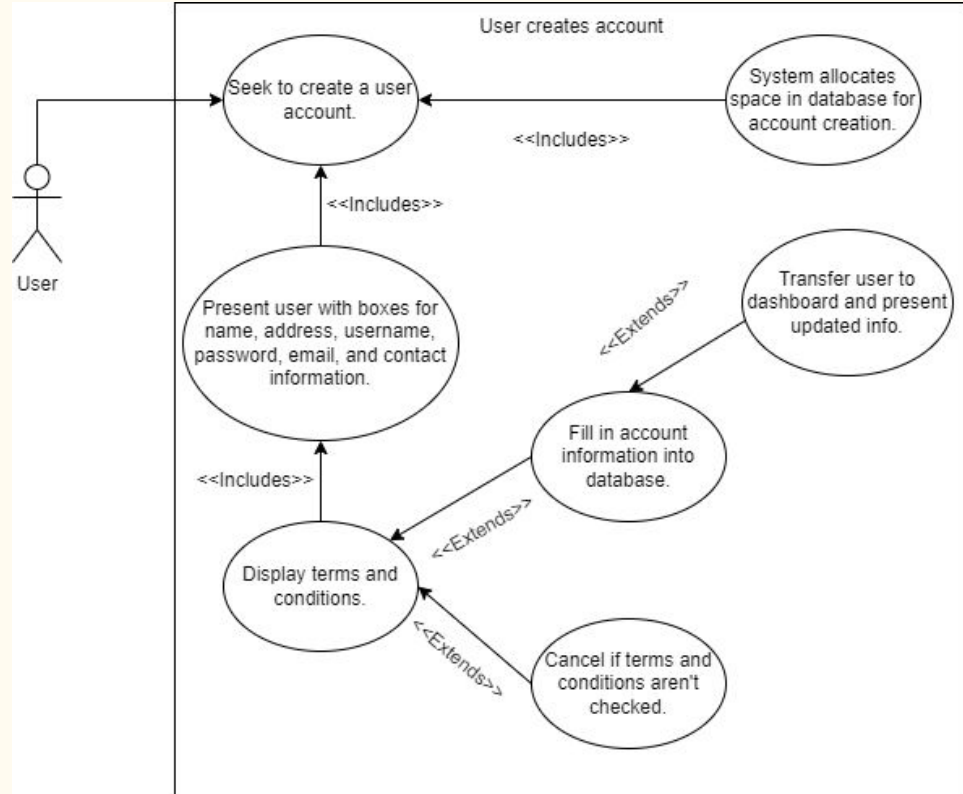 User creates account
Seek to create a user
account.
System allocates
space in database for
account creation.
<<Includes>>
<<Includes>>
User
Present user with boxes for
name, address, username,
password, email, and contact
information.
<<Extends>>
Transfer user to
dashboard and present
updated info.
Fill in account
information into
database.
<<Includes>>
<<Extends>>
Display terms and
conditions.
<<Extends>>
Cancel if terms and
conditions aren't
checked.